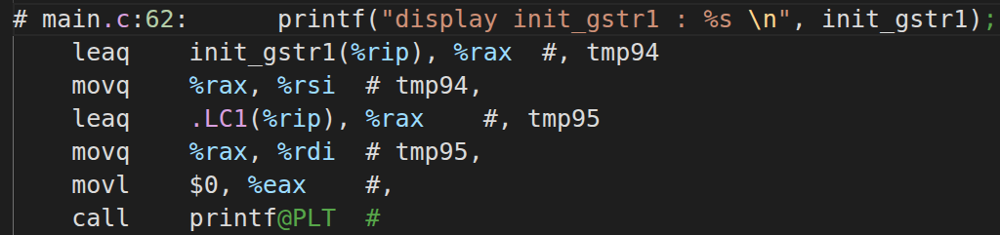 # main.c:62:      printf("display init_gstr1 : %s \n", init_gstr1);
leaq    init_gstr1(%rip), %rax  #, tmp94
movq    %rax, %rsi  # tmp94,
leaq    .LC1(%rip), %rax    #, tmp95
movq    %rax, %rdi  # tmp95,
movl    $0, %eax    #,
call    printf@PLT  #